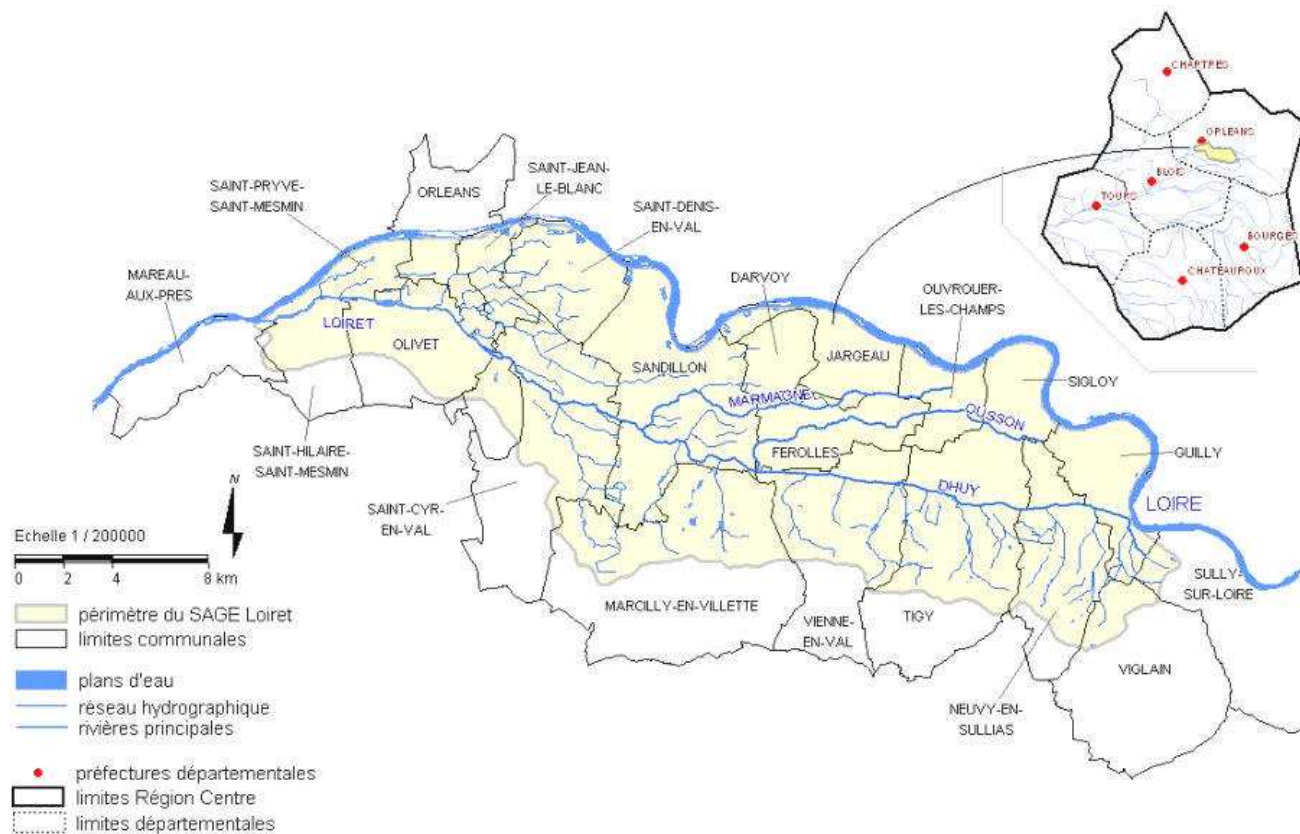 CHARTRES
ORLEANS
BLOIS
TOURS
BOURGES
CHATEAUROUX
ORLEANS
SAINT-JEAN-
LE-BLANC
SAINT-PRYVE-
SAINT-MESMIN
SAINT-DENIS-
EN-VAL
MAREAU-
AUX-PRES
DARVOY
OUVROUER-
LES-CHAMPS
LOIRET
OLIVET
SANDILLON
JARGEAU
MARMAGNE
SIGLOY
OUSSON
FEROLLES
GUILLY
SAINT-HILAIRE-
SAINT-MESMIN
DHUY
LOIRE
SAINT-CYR-
EN-VAL
SULLY-
SUR-LOIRE
MARCILLY-EN-VILLETTE
VIENNE-
EN-VAL
TIGY
VIGLAIN
NEUVY-EN-
SULLIAS
N
Echelle 1 / 200000
0 2 4 8 km
périmètre du SAGE Loiret
limites communales
plans d'eau
réseau hydrographique
rivières principales
préfectures départementales
limites Région Centre
limites départementales